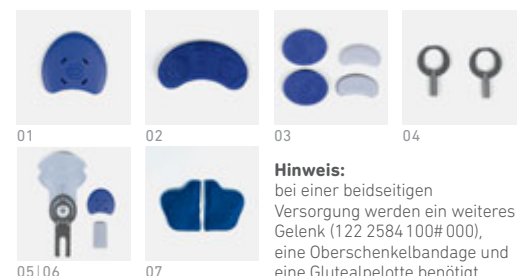 01
02
03
04
05|06
07
Hinweis:
bei einer beidseitigen
Versorgung werden ein weiteres
Gelenk (122 2584 100# 000),
eine Oberschenkelbandage und
eine Glutealpelotte benötigt